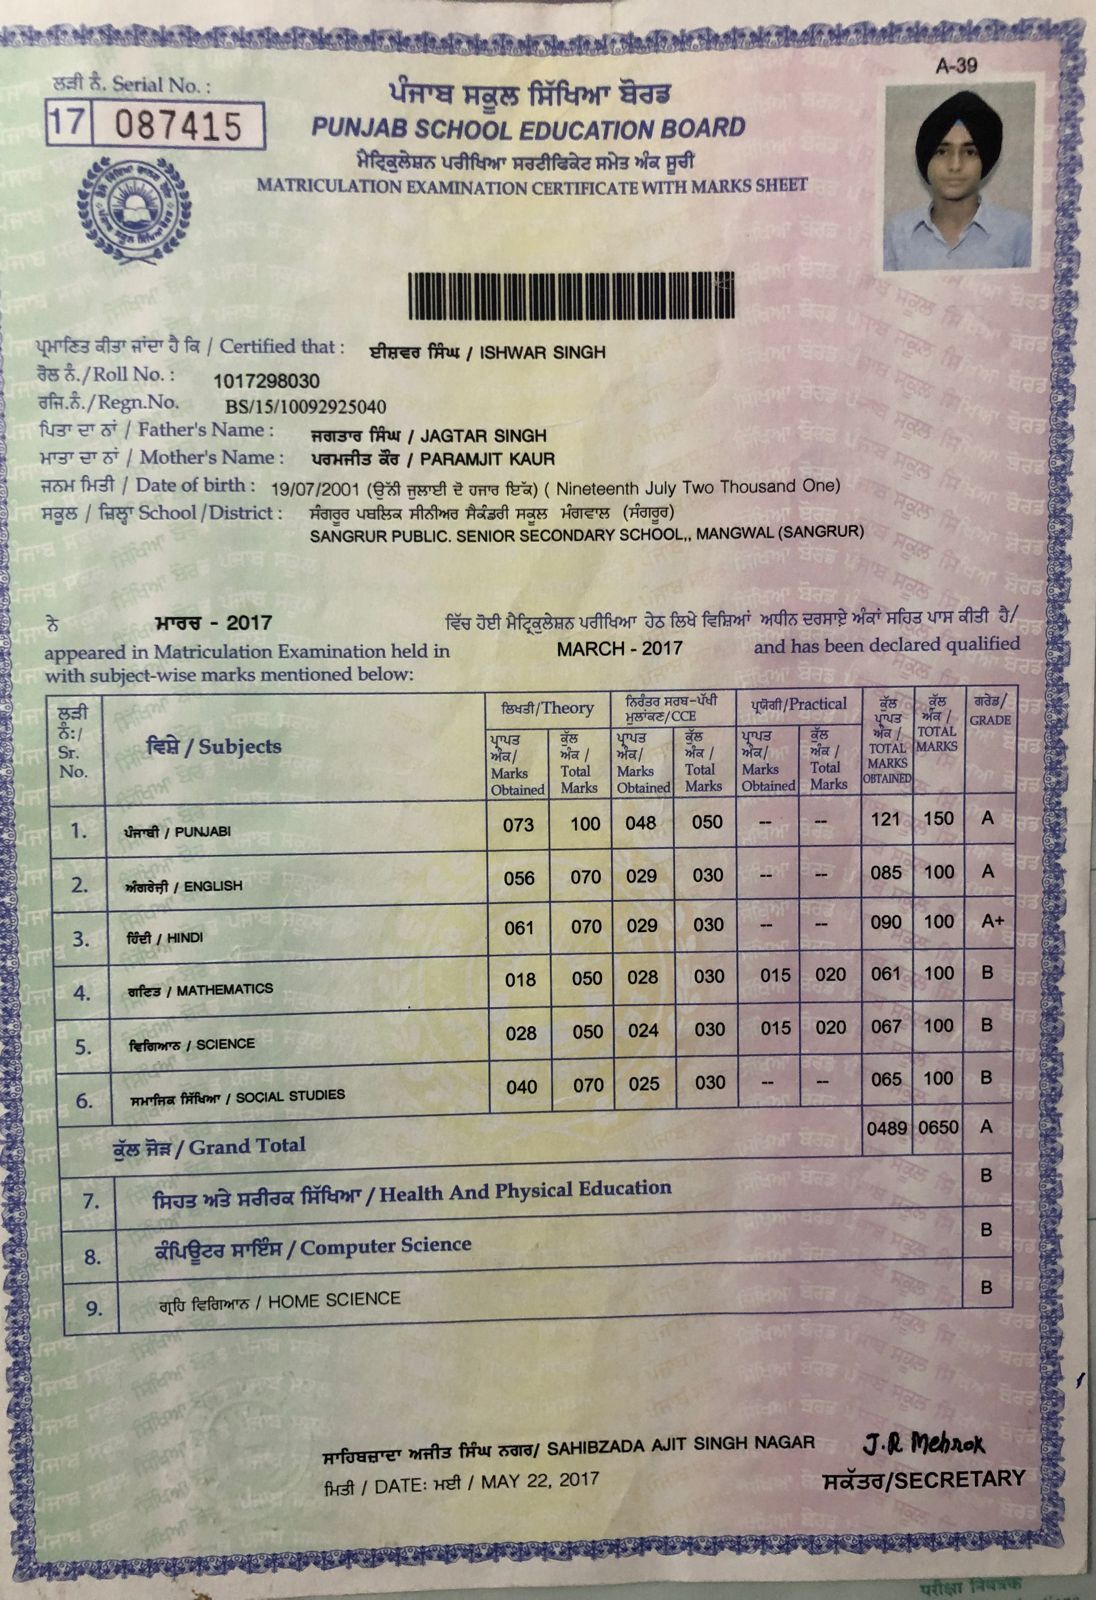 A-39
ਲੜੀ ਨੰ. Serial No. :
17 087415
ਪੰਜਾਬ ਸਕੂਲ ਸਿੱਖਿਆ ਬੋਰਡ
PUNJAB SCHOOL EDUCATION BOARD
ਮੈਟ੍ਰਿਕੁਲੇਸ਼ਨ ਪਰੀਖਿਆ ਸਰਟੀਫਿਕੇਟ ਸਮੇਤ ਅੰਕ ਸੂਚੀ
MATRICULATION EXAMINATION CERTIFICATE WITH MARKS SHEET
ਪ੍ਰਮਾਣਿਤ ਕੀਤਾ ਜਾਂਦਾ ਹੈ ਕਿ / Certified that : ਈਸ਼ਵਰ ਸਿੰਘ / ISHWAR SINGH
ਰੋਲ ਨੰ./Roll No. : 1017298030
ਰਜਿ.ਨੰ./Regn.No. BS/15/10092925040
ਪਿਤਾ ਦਾ ਨਾਂ / Father's Name : ਜਗਤਾਰ ਸਿੰਘ / JAGTAR SINGH
ਮਾਤਾ ਦਾ ਨਾਂ / Mother's Name : ਪਰਮਜੀਤ ਕੌਰ / PARAMJIT KAUR
ਜਨਮ ਮਿਤੀ / Date of birth : 19/07/2001 (ਉੱਨੀ ਜੁਲਾਈ ਦੋ ਹਜਾਰ ਇਕ) ( Nineteenth July Two Thousand One)
ਸਕੂਲ / ਜ਼ਿਲ੍ਹਾ School /District : ਸੰਗਰੂਰ ਪਬਲਿਕ ਸੀਨੀਅਰ ਸੈਕੰਡਰੀ ਸਕੂਲ ਮੰਗਵਾਲ (ਸੰਗਰੂਰ)
SANGRUR PUBLIC. SENIOR SECONDARY SCHOOL,, MANGWAL (SANGRUR)
ਨੇ ਮਾਰਚ - 2017 ਵਿੱਚ ਹੋਈ ਮੈਟ੍ਰਿਕੁਲੇਸ਼ਨ ਪਰੀਖਿਆ ਹੇਠ ਲਿਖੇ ਵਿਸ਼ਿਆਂ ਅਧੀਨ ਦਰਸਾਏ ਅੰਕਾਂ ਸਹਿਤ ਪਾਸ ਕੀਤੀ ਹੈ/
appeared in Matriculation Examination held in MARCH - 2017 and has been declared qualified
with subject-wise marks mentioned below:
ਲੜੀ ਨੰ:/ Sr. No. ਵਿਸ਼ੇ / Subjects ਲਿਖਤੀ/Theory ਨਿਰੰਤਰ ਸਰਬ-ਪੱਖੀ ਮੁਲਾਂਕਣ/CCE ਪ੍ਰਯੋਗੀ/Practical ਕੁੱਲ ਪ੍ਰਾਪਤ ਅੰਕ / TOTAL MARKS OBTAINED ਕੁੱਲ ਅੰਕ / TOTAL MARKS ਗਰੇਡ/ GRADE
ਪ੍ਰਾਪਤ ਅੰਕ/ Marks Obtained ਕੁੱਲ ਅੰਕ / Total Marks ਪ੍ਰਾਪਤ ਅੰਕ/ Marks Obtained ਕੁੱਲ ਅੰਕ / Total Marks ਪ੍ਰਾਪਤ ਅੰਕ/ Marks Obtained ਕੁੱਲ ਅੰਕ / Total Marks
1. ਪੰਜਾਬੀ / PUNJABI 073 100 048 050 -- -- 121 150 A
2. ਅੰਗਰੇਜ਼ੀ / ENGLISH 056 070 029 030 -- -- 085 100 A
3. ਹਿੰਦੀ / HINDI 061 070 029 030 -- -- 090 100 A+
4. ਗਣਿਤ / MATHEMATICS 018 050 028 030 015 020 061 100 B
5. ਵਿਗਿਆਨ / SCIENCE 028 050 024 030 015 020 067 100 B
6. ਸਮਾਜਿਕ ਸਿੱਖਿਆ / SOCIAL STUDIES 040 070 025 030 -- -- 065 100 B
ਕੁੱਲ ਜੋੜ / Grand Total 0489 0650 A
7. ਸਿਹਤ ਅਤੇ ਸਰੀਰਕ ਸਿੱਖਿਆ / Health And Physical Education B
8. ਕੰਪਿਊਟਰ ਸਾਇੰਸ / Computer Science B
9. ਗ੍ਰਹਿ ਵਿਗਿਆਨ / HOME SCIENCE B
ਸਾਹਿਬਜ਼ਾਦਾ ਅਜੀਤ ਸਿੰਘ ਨਗਰ/ SAHIBZADA AJIT SINGH NAGAR J.R Mehrok
ਮਿਤੀ / DATE: ਮਈ / MAY 22, 2017 ਸਕੱਤਰ/SECRETARY
परीक्षा नियंत्रक